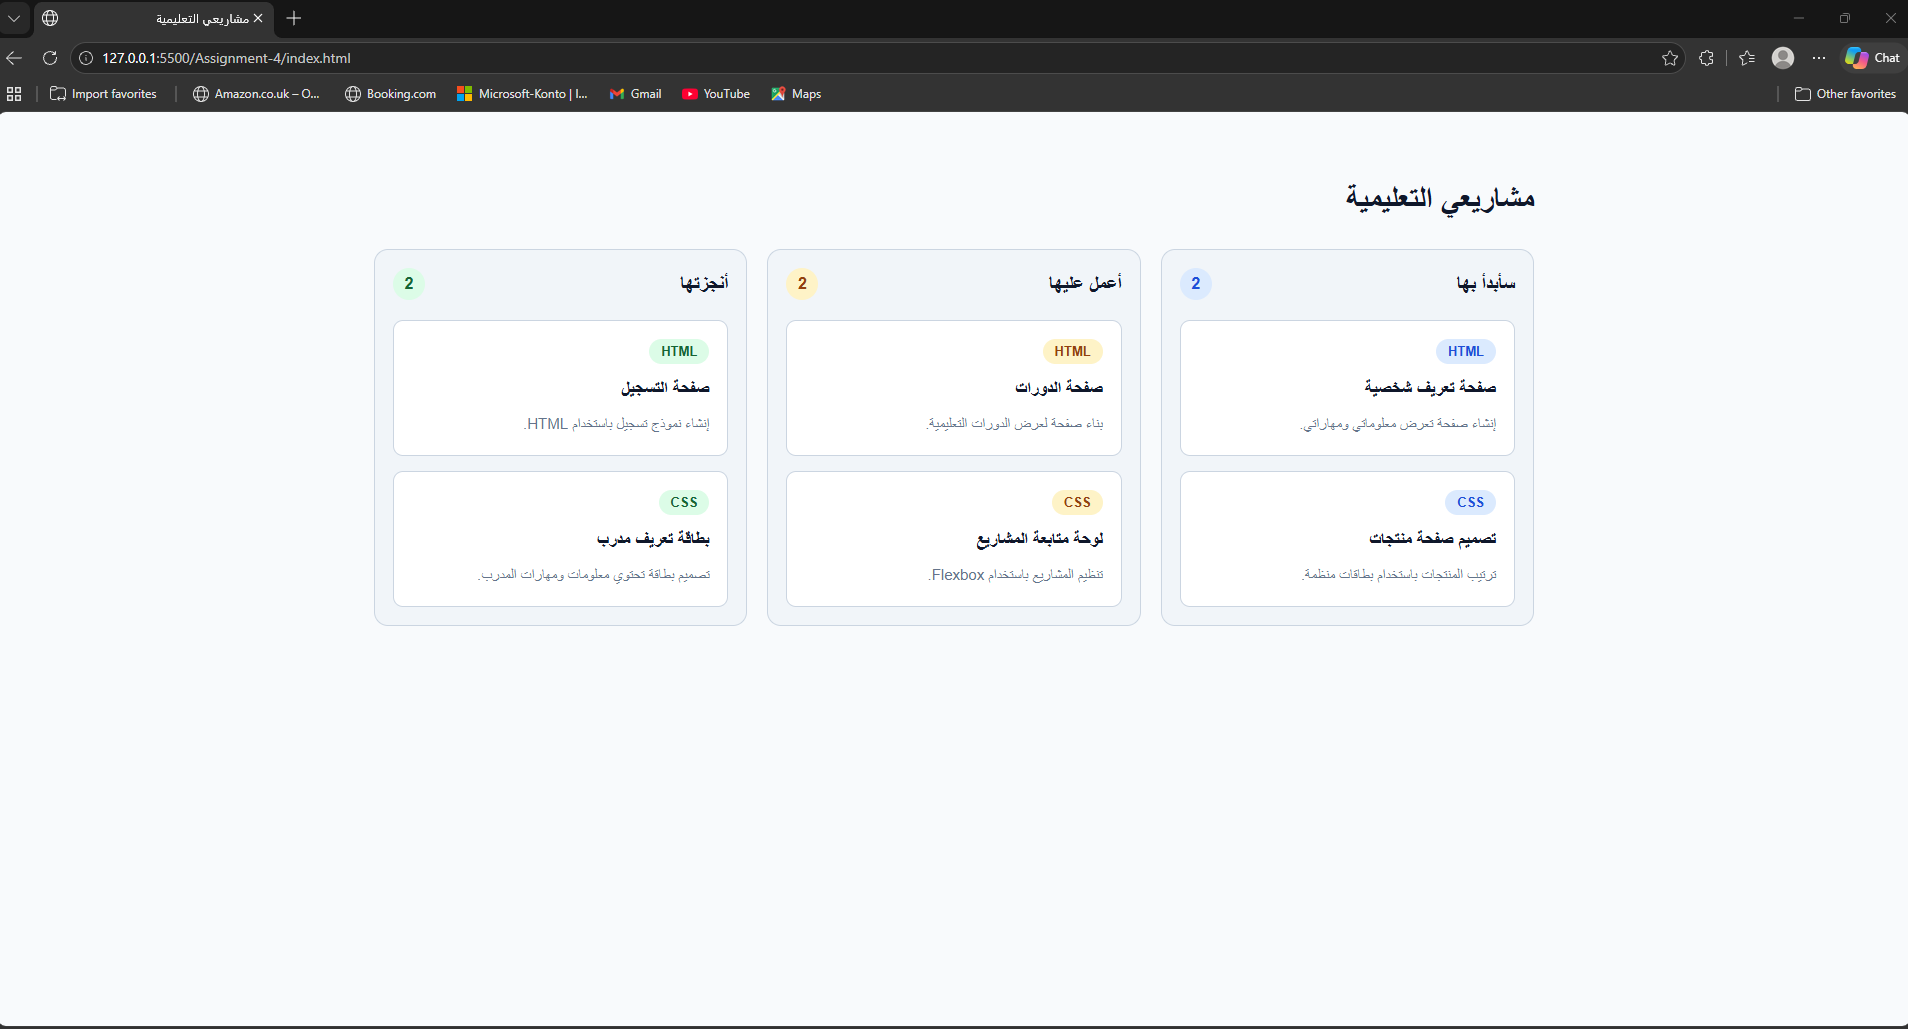 مشاريعي التعليمية
127.0.0.1:5500/Assignment-4/index.html
Chat
Import favorites
Amazon.co.uk – O...
Booking.com
Microsoft-Konto | I...
Gmail
YouTube
Maps
Other favorites
مشاريعي التعليمية
سأبدأ بها
2
HTML
صفحة تعريف شخصية
إنشاء صفحة تعرض معلوماتي ومهاراتي.
CSS
تصميم صفحة منتجات
ترتيب المنتجات باستخدام بطاقات منظمة.
أعمل عليها
2
HTML
صفحة الدورات
بناء صفحة لعرض الدورات التعليمية.
CSS
لوحة متابعة المشاريع
تنظيم المشاريع باستخدام Flexbox.
أنجزتها
2
HTML
صفحة التسجيل
إنشاء نموذج تسجيل باستخدام HTML.
CSS
بطاقة تعريف مدرب
تصميم بطاقة تحتوي معلومات ومهارات المدرب.